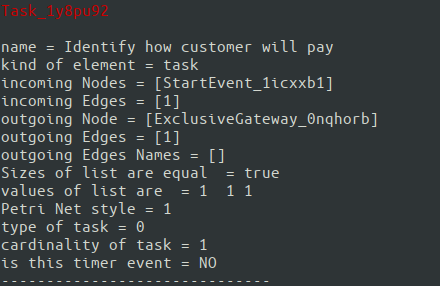 Task_1y8pu92
name = Identify how customer will pay
kind of element = task
incoming Nodes = [StartEvent_1icxxb1]
incoming Edges = [1]
outgoing Node = [ExclusiveGateway_0nqhorb]
outgoing Edges = [1]
outgoing Edges Names = []
Sizes of list are equal  = true
values of list are  = 1  1 1
Petri Net style = 1
type of task = 0
cardinality of task = 1
is this timer event = NO
------------------------------